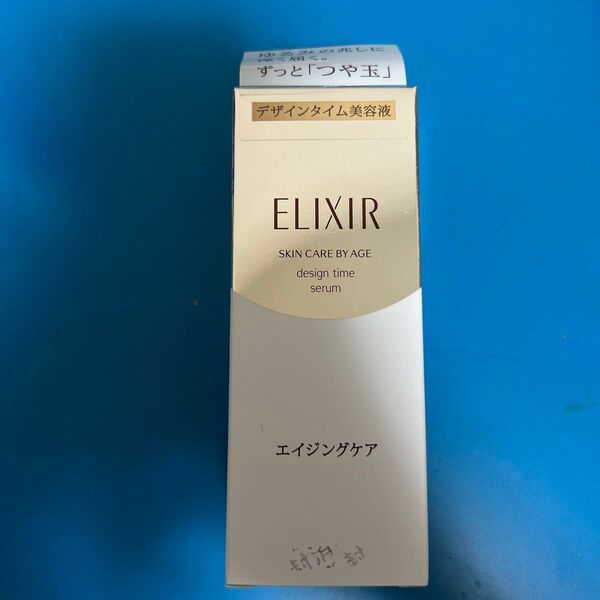 ゆるみの兆しに
深く届く。
ずっと「つや玉」
デザインタイム美容液
ELIXIR
SKIN CARE BY AGE
design time
serum
エイジングケア